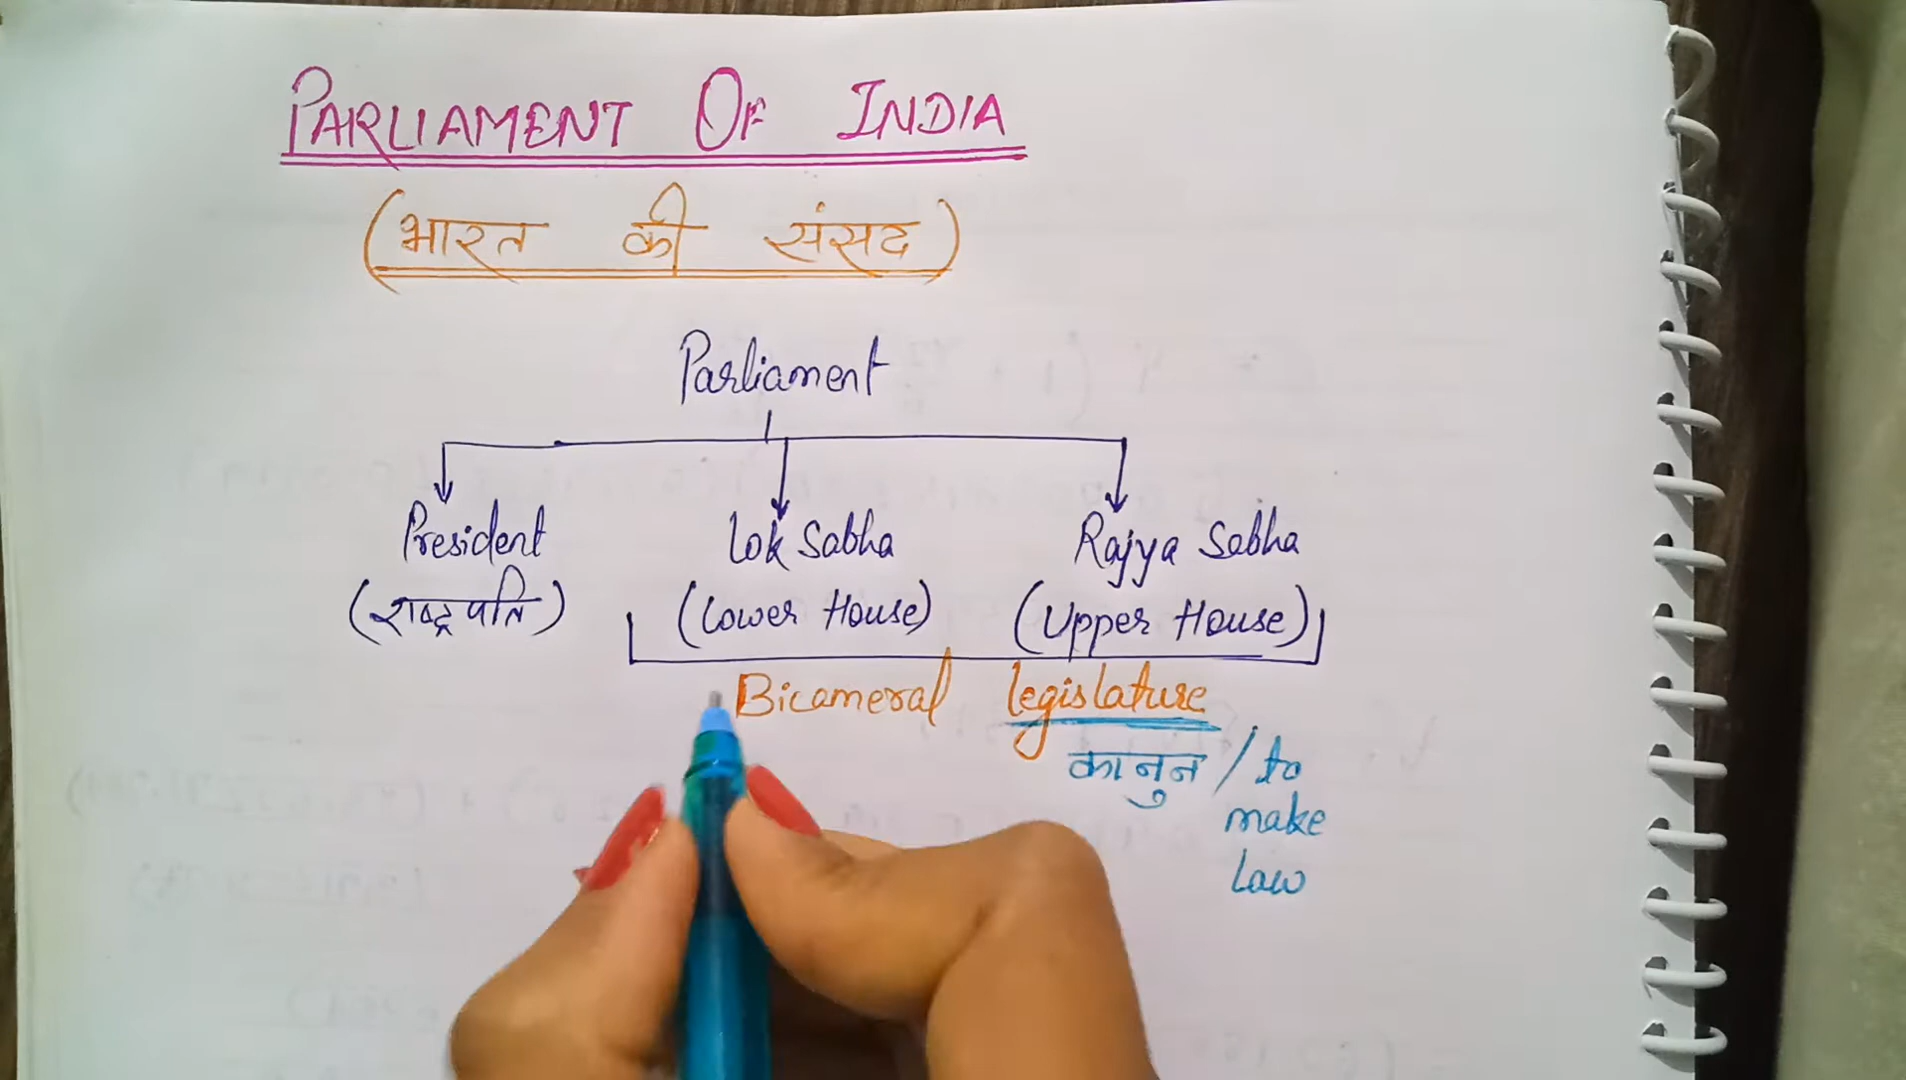 PARLIAMENT OF INDIA
(भारत की संसद)
Parliament
President Lok Sabha Rajya Sabha
(राष्ट्रपति) (Lower House) (Upper House)
Bicameral legislature
कानुन / to
make
law